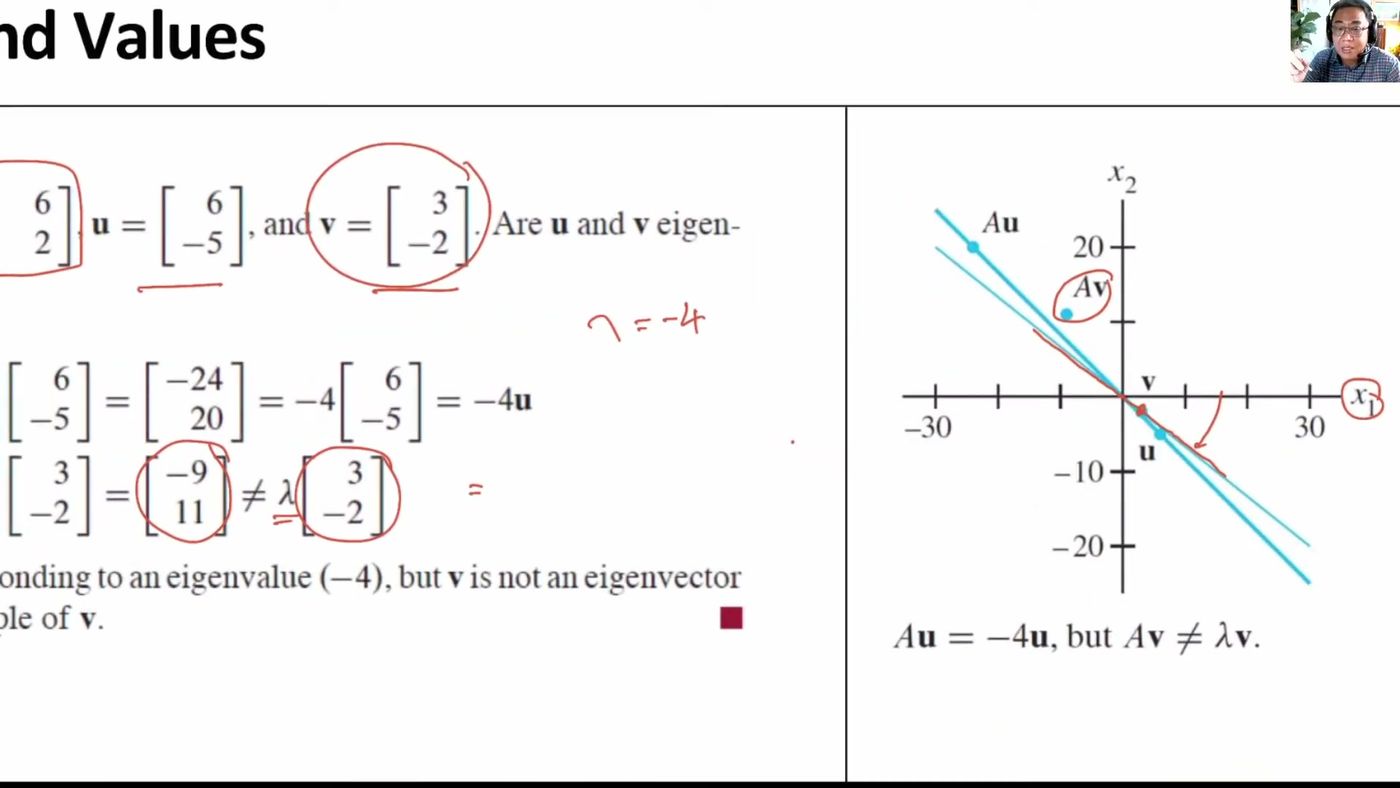 nd Values
6
2 ] , u = [ 6
-5 ], and v = [ 3
-2 ]. Are u and v eigen-
λ = -4
[ 6
-5 ] = [ -24
20 ] = -4 [ 6
-5 ] = -4u
[ 3
-2 ] = [ -9
11 ] ≠ λ [ 3
-2 ] =
onding to an eigenvalue (−4), but v is not an eigenvector
ple of v.
x₂
Au
20
Av
v
x₁
−30
30
u
−10
−20
Au = −4u, but Av ≠ λv.